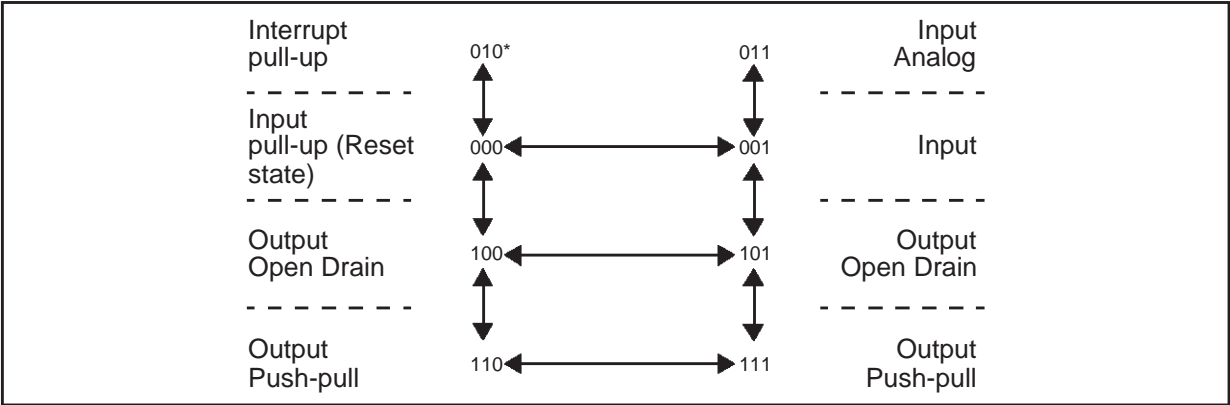 Interrupt
pull-up
010*
011
Input
Analog
Input
pull-up (Reset
state)
000
001
Input
Output
Open Drain
100
101
Output
Open Drain
Output
Push-pull
110
111
Output
Push-pull